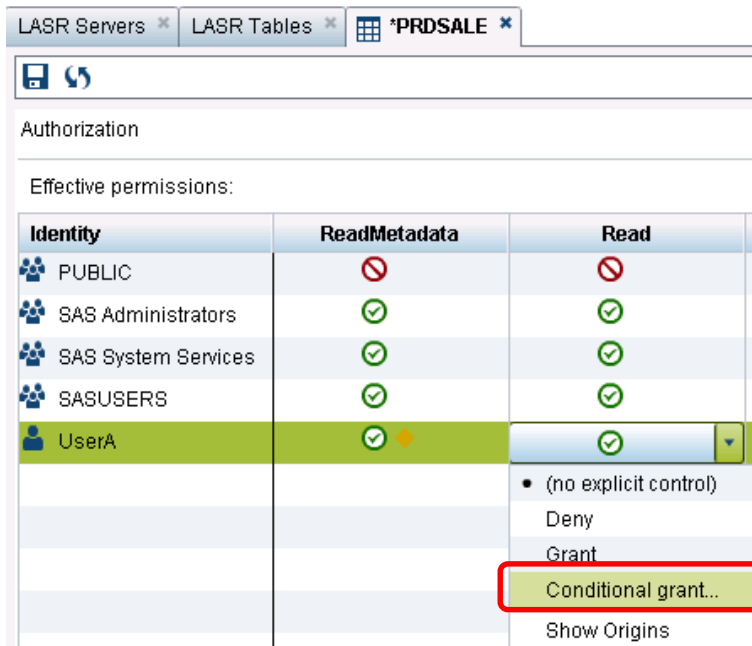 LASR Servers LASR Tables *PRDSALE
Authorization
Effective permissions:
Identity ReadMetadata Read
PUBLIC
SAS Administrators
SAS System Services
SASUSERS
UserA
(no explicit control)
Deny
Grant
Conditional grant...
Show Origins